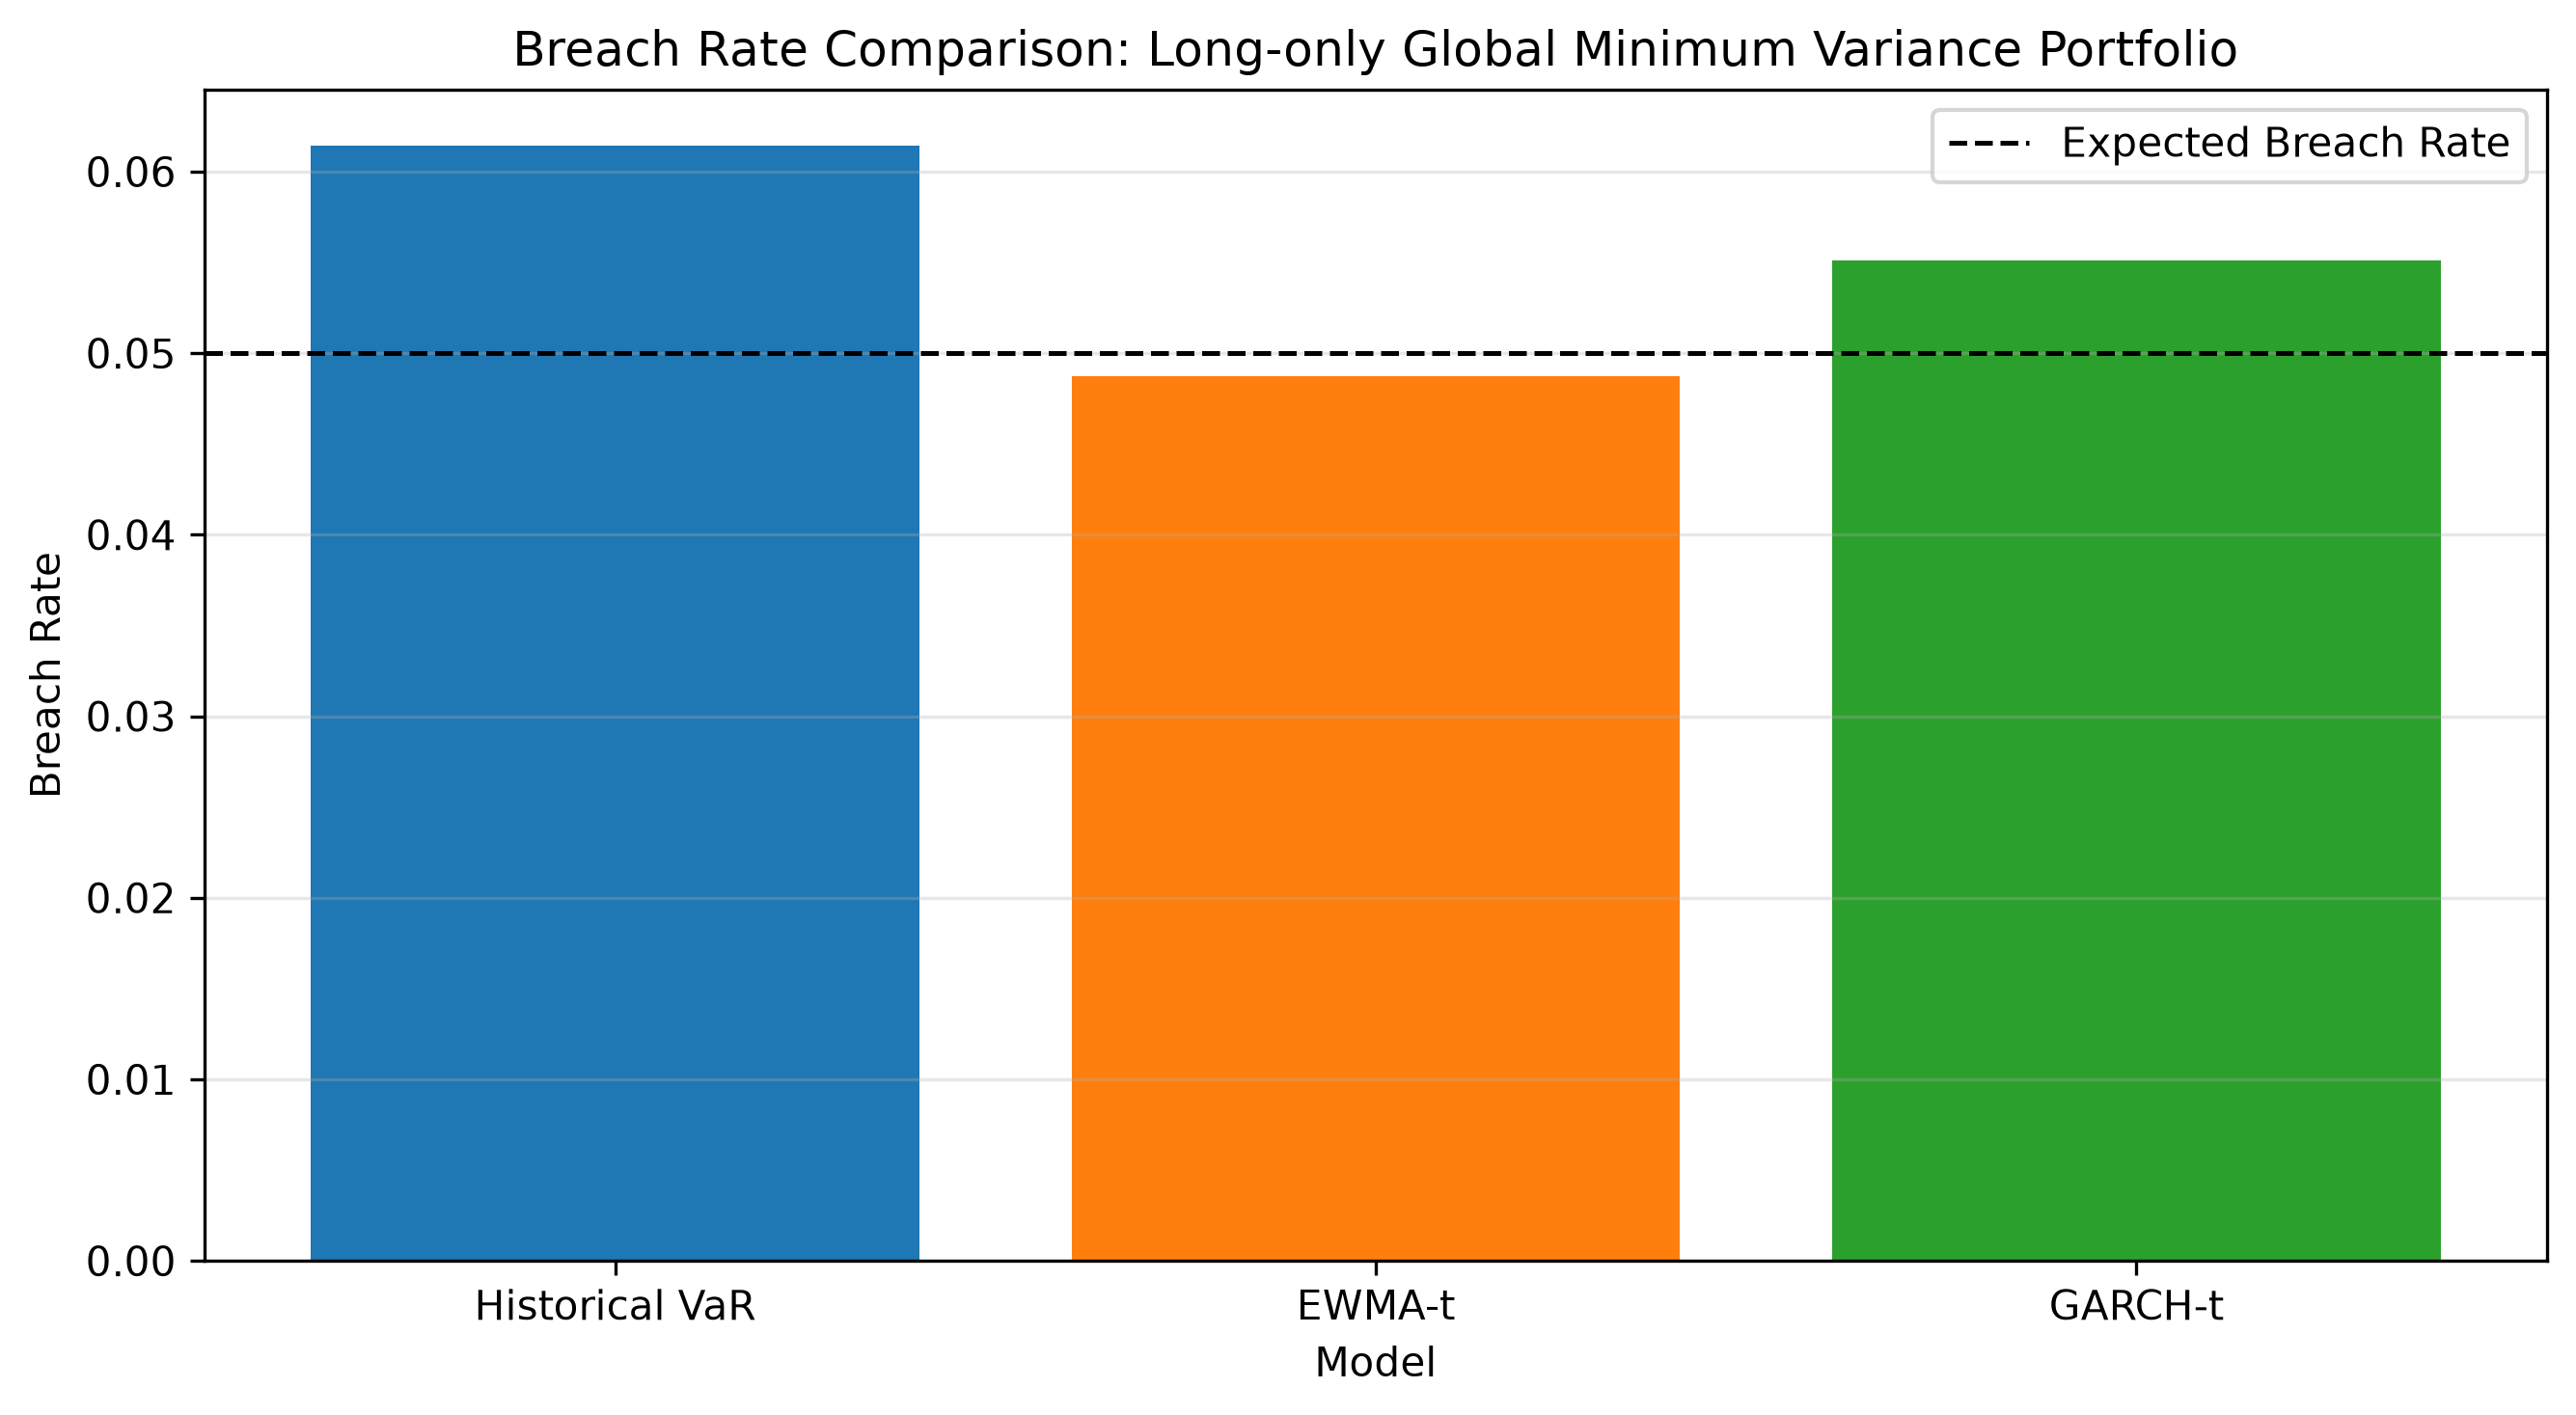 Breach Rate Comparison: Long-only Global Minimum Variance Portfolio
Expected Breach Rate
0.06
0.05
0.04
0.03
0.02
0.01
0.00
Breach Rate
Historical VaR
EWMA-t
GARCH-t
Model